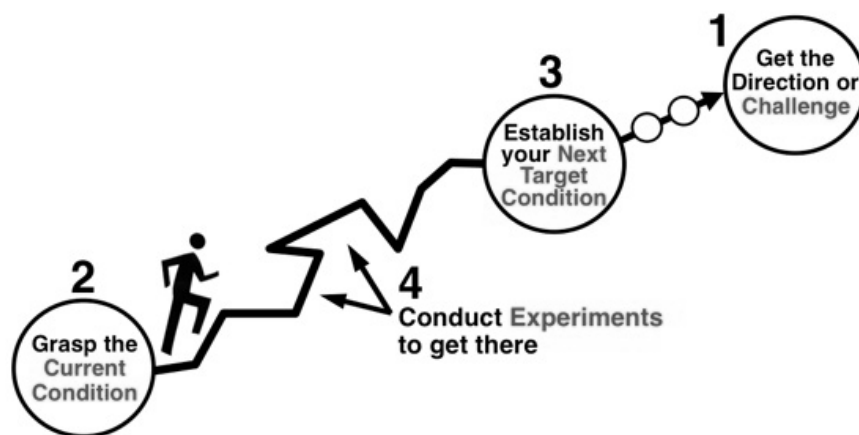 1
Get the
Direction or
Challenge
2
Grasp the
Current
Condition
3
Establish
your Next
Target
Condition
4
Conduct Experiments
to get there